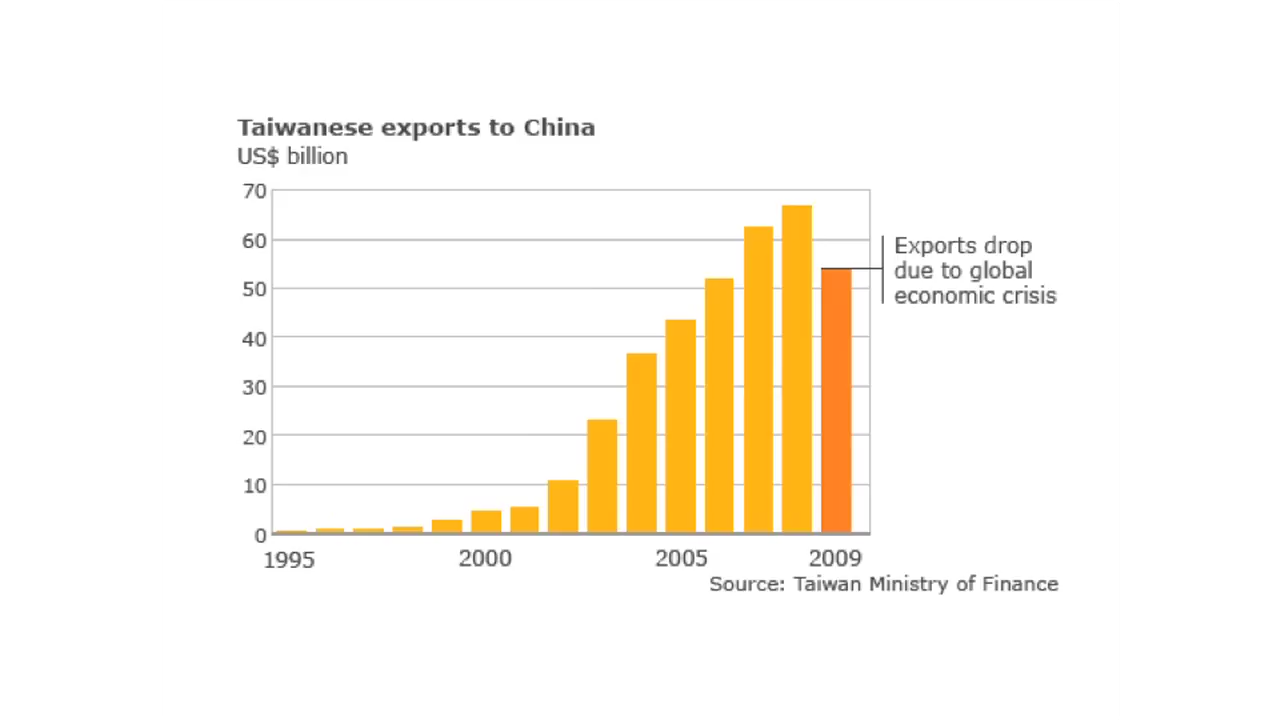 Taiwanese exports to China
US$ billion
70
60
50
40
30
20
10
0
1995 2000 2005 2009
Exports drop
due to global
economic crisis
Source: Taiwan Ministry of Finance